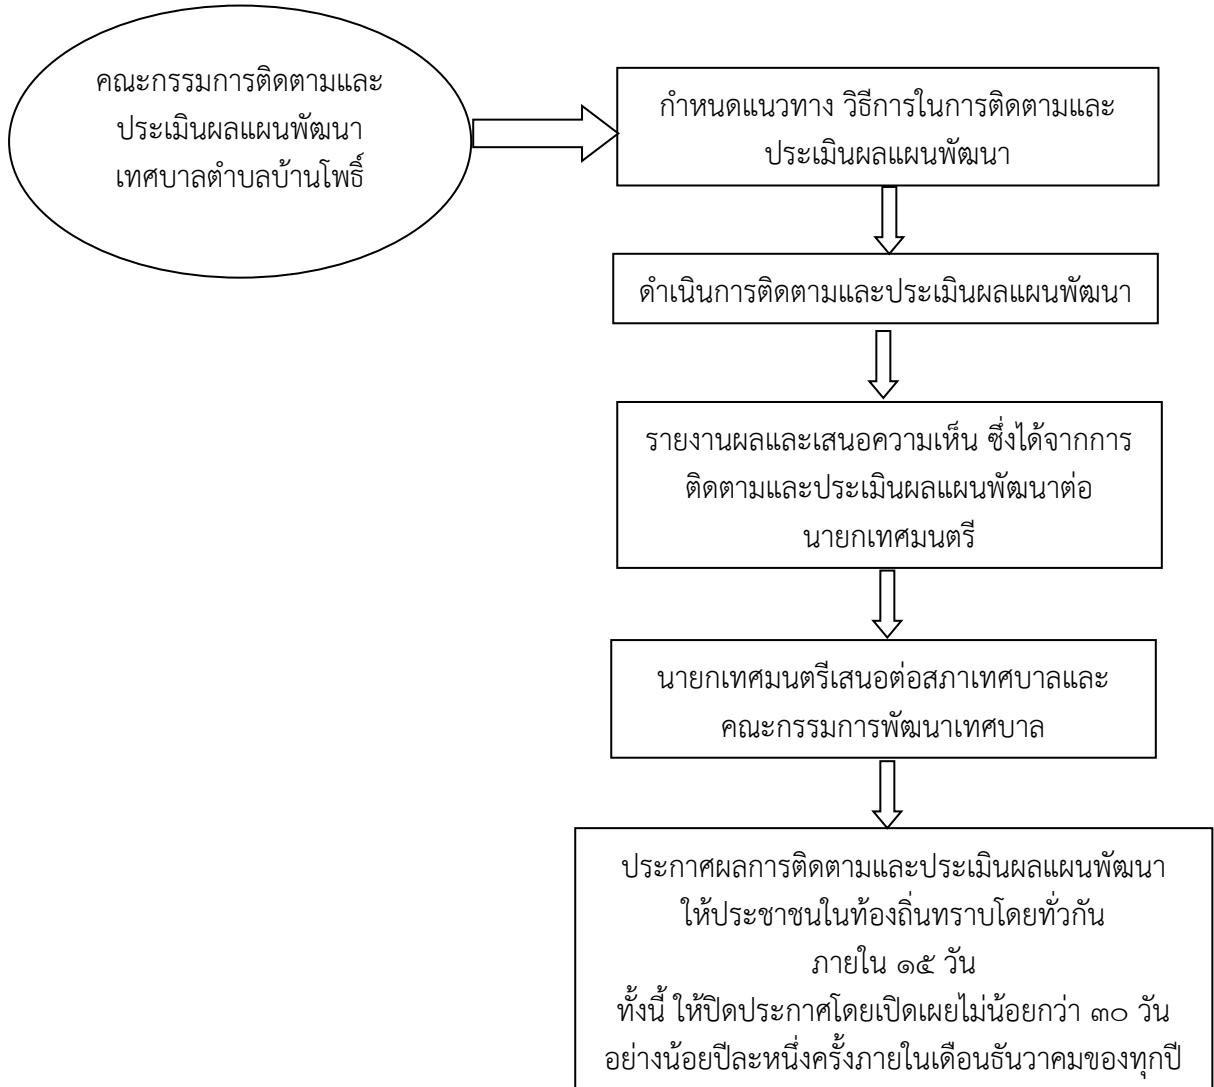 คณะกรรมการติดตามและ
ประเมินผลแผนพัฒนา
เทศบาลตำบลบ้านโพธิ์
กำหนดแนวทาง วิธีการในการติดตามและ
ประเมินผลแผนพัฒนา
ดำเนินการติดตามและประเมินผลแผนพัฒนา
รายงานผลและเสนอความเห็น ซึ่งได้จากการ
ติดตามและประเมินผลแผนพัฒนาต่อ
นายกเทศมนตรี
นายกเทศมนตรีเสนอต่อสภาเทศบาลและ
คณะกรรมการพัฒนาเทศบาล
ประกาศผลการติดตามและประเมินผลแผนพัฒนา
ให้ประชาชนในท้องถิ่นทราบโดยทั่วกัน
ภายใน ๑๕ วัน
ทั้งนี้ ให้ปิดประกาศโดยเปิดเผยไม่น้อยกว่า ๓๐ วัน
อย่างน้อยปีละหนึ่งครั้งภายในเดือนธันวาคมของทุกปี